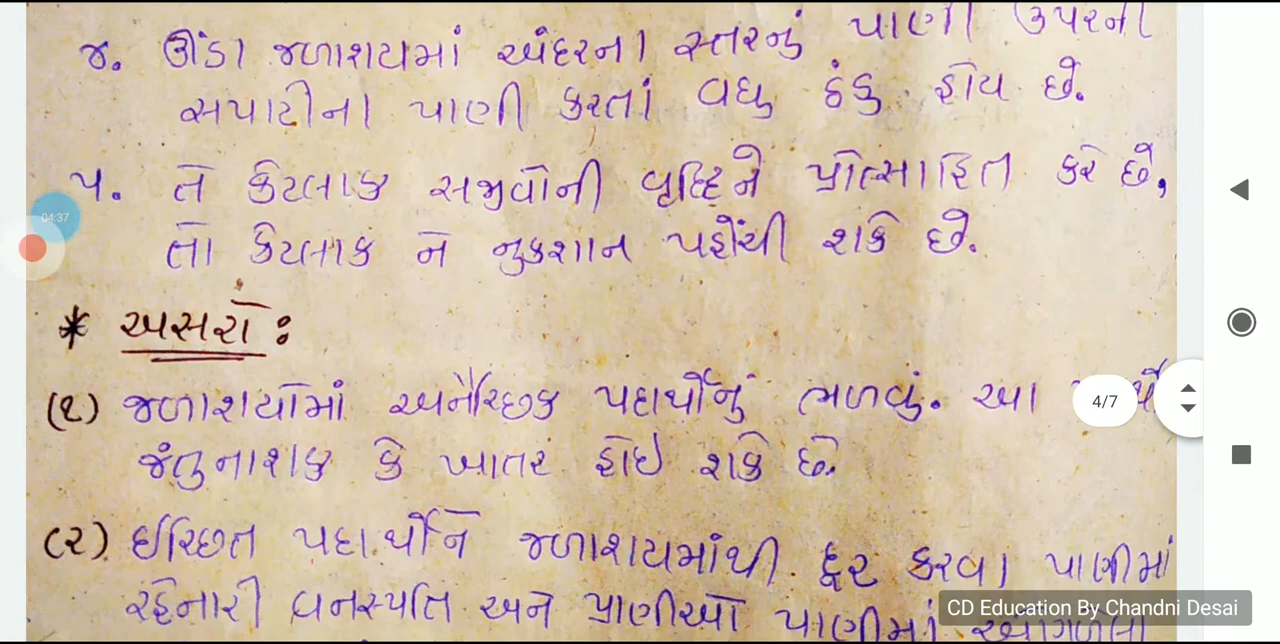 ૪. ઊંડા જળાશયમાં અંદરના સ્તરનું પાણી ઉપરની
સપાટીના પાણી કરતાં વધુ ઠંડુ હોય છે.
૫. તે કેટલાક સજીવોની વૃદ્ધિને પ્રોત્સાહિત કરે છે,
તો કેટલાક ને નુકશાન પહોંચી શકે છે.
04:37
* અસરો :
(૧) જળાશયોમાં અનૈચ્છિક પદાર્થોનું ભળવું. આ
4/7
જંતુનાશક કે ખાતર હોઇ શકે છે.
(૨) ઈચ્છિત પદાર્થોને જળાશયમાંથી દૂર કરવા પાણીમાં
રહેનારી વનસ્પતિ અને પ્રાણીઓ પાણીમાં
CD Education By Chandni Desai